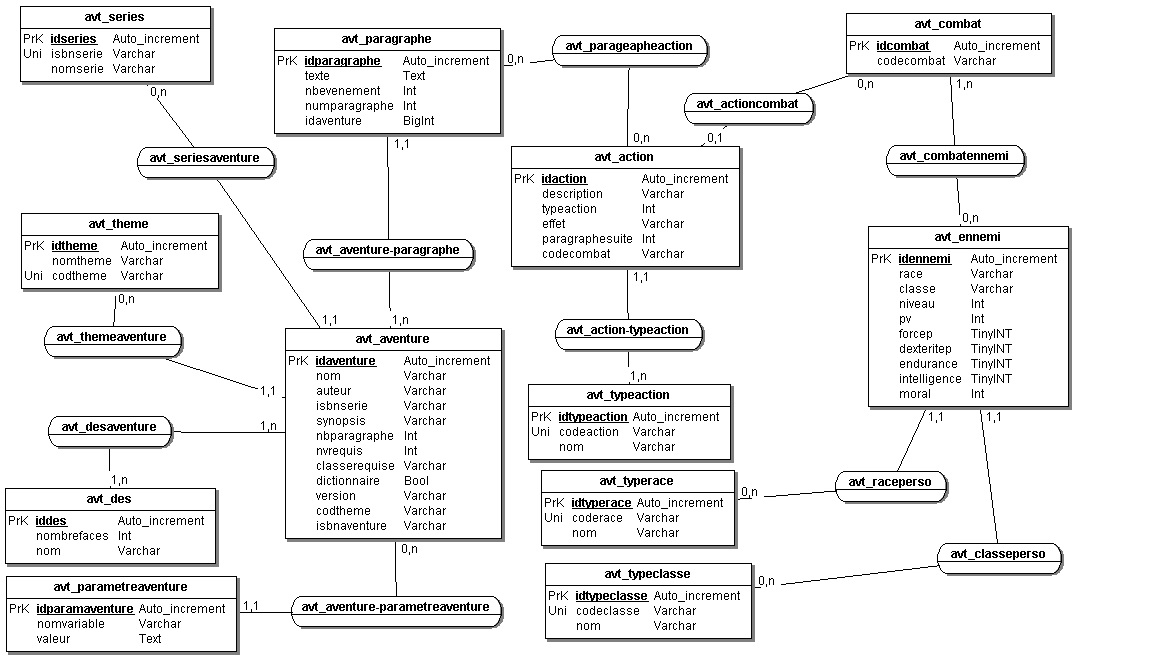 avt_series
PrK idseries Auto_increment
Uni isbnserie Varchar
nomserie Varchar
0,n
avt_seriesaventure
1,1
avt_paragraphe
PrK idparagraphe Auto_increment
texte Text
nbevenement Int
numparagraphe Int
idaventure BigInt
0,n
1,1
avt_parageapheaction
0,n
avt_combat
PrK idcombat Auto_increment
codecombat Varchar
0,n
1,n
avt_actioncombat
0,1
avt_action
PrK idaction Auto_increment
description Varchar
typeaction Int
effet Varchar
paragraphesuite Int
codecombat Varchar
1,1
avt_combatennemi
0,n
avt_theme
PrK idtheme Auto_increment
nomtheme Varchar
Uni codtheme Varchar
0,n
avt_themeaventure
1,1
avt_aventure-paragraphe
1,n
avt_ennemi
PrK idennemi Auto_increment
race Varchar
classe Varchar
niveau Int
pv Int
forcep TinyINT
dexteritep TinyINT
endurance TinyINT
intelligence TinyINT
moral Int
1,1
1,1
avt_action-typeaction
1,n
avt_aventure
PrK idaventure Auto_increment
nom Varchar
auteur Varchar
isbnserie Varchar
synopsis Varchar
nbparagraphe Int
nvrequis Int
classerequise Varchar
dictionnaire Bool
version Varchar
codtheme Varchar
isbnaventure Varchar
0,n
avt_typeaction
PrK idtypeaction Auto_increment
Uni codeaction Varchar
nom Varchar
avt_desaventure
1,n
1,n
avt_des
PrK iddes Auto_increment
nombrefaces Int
nom Varchar
avt_typerace
PrK idtyperace Auto_increment
Uni coderace Varchar
nom Varchar
0,n
avt_raceperso
avt_classeperso
avt_typeclasse
PrK idtypeclasse Auto_increment
Uni codeclasse Varchar
nom Varchar
0,n
avt_parametreaventure
PrK idparamaventure Auto_increment
nomvariable Varchar
valeur Text
1,1
avt_aventure-parametreaventure